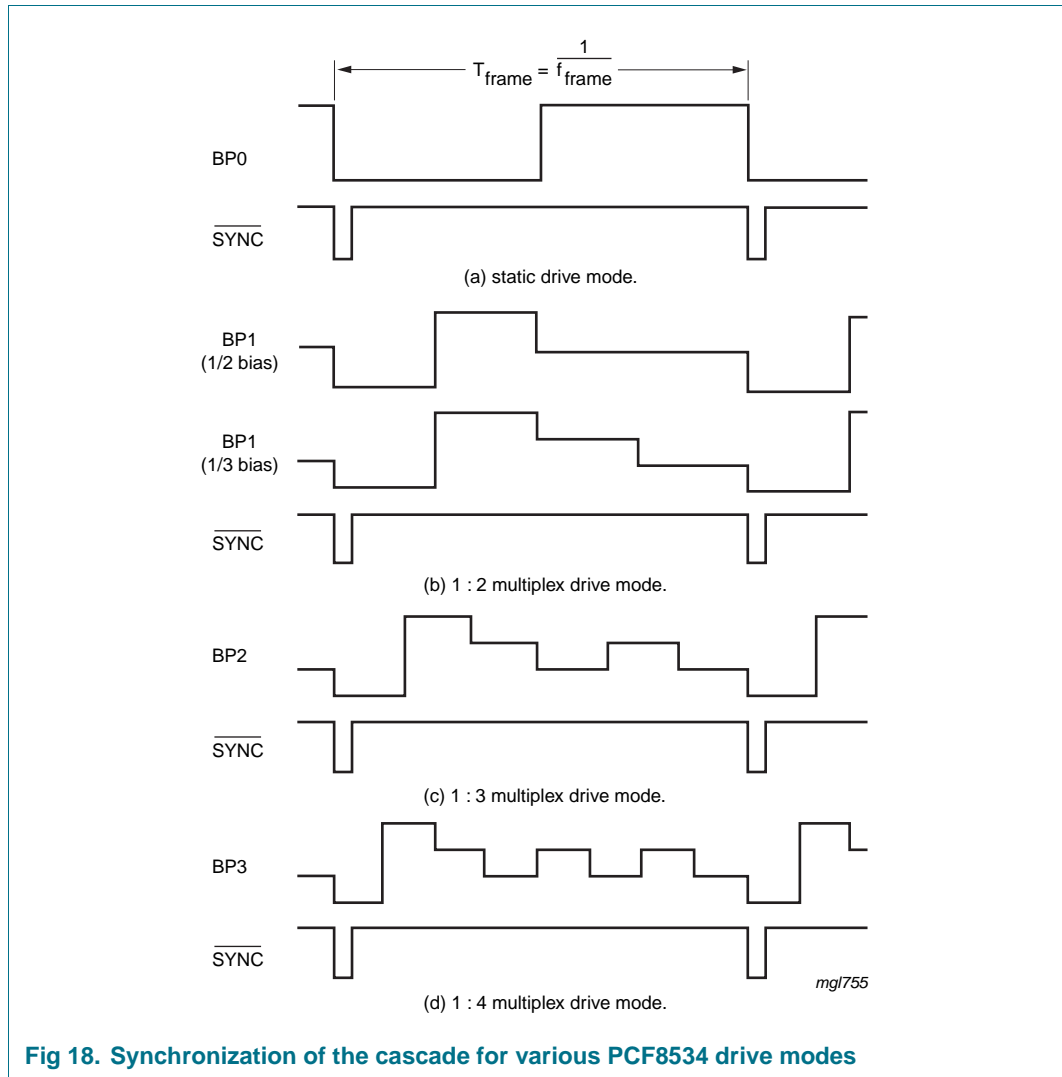 T frame = 1 / f frame
BP0
SYNC
(a) static drive mode.
BP1
(1/2 bias)
BP1
(1/3 bias)
SYNC
(b) 1 : 2 multiplex drive mode.
BP2
SYNC
(c) 1 : 3 multiplex drive mode.
BP3
SYNC
mgl755
(d) 1 : 4 multiplex drive mode.
Fig 18. Synchronization of the cascade for various PCF8534 drive modes